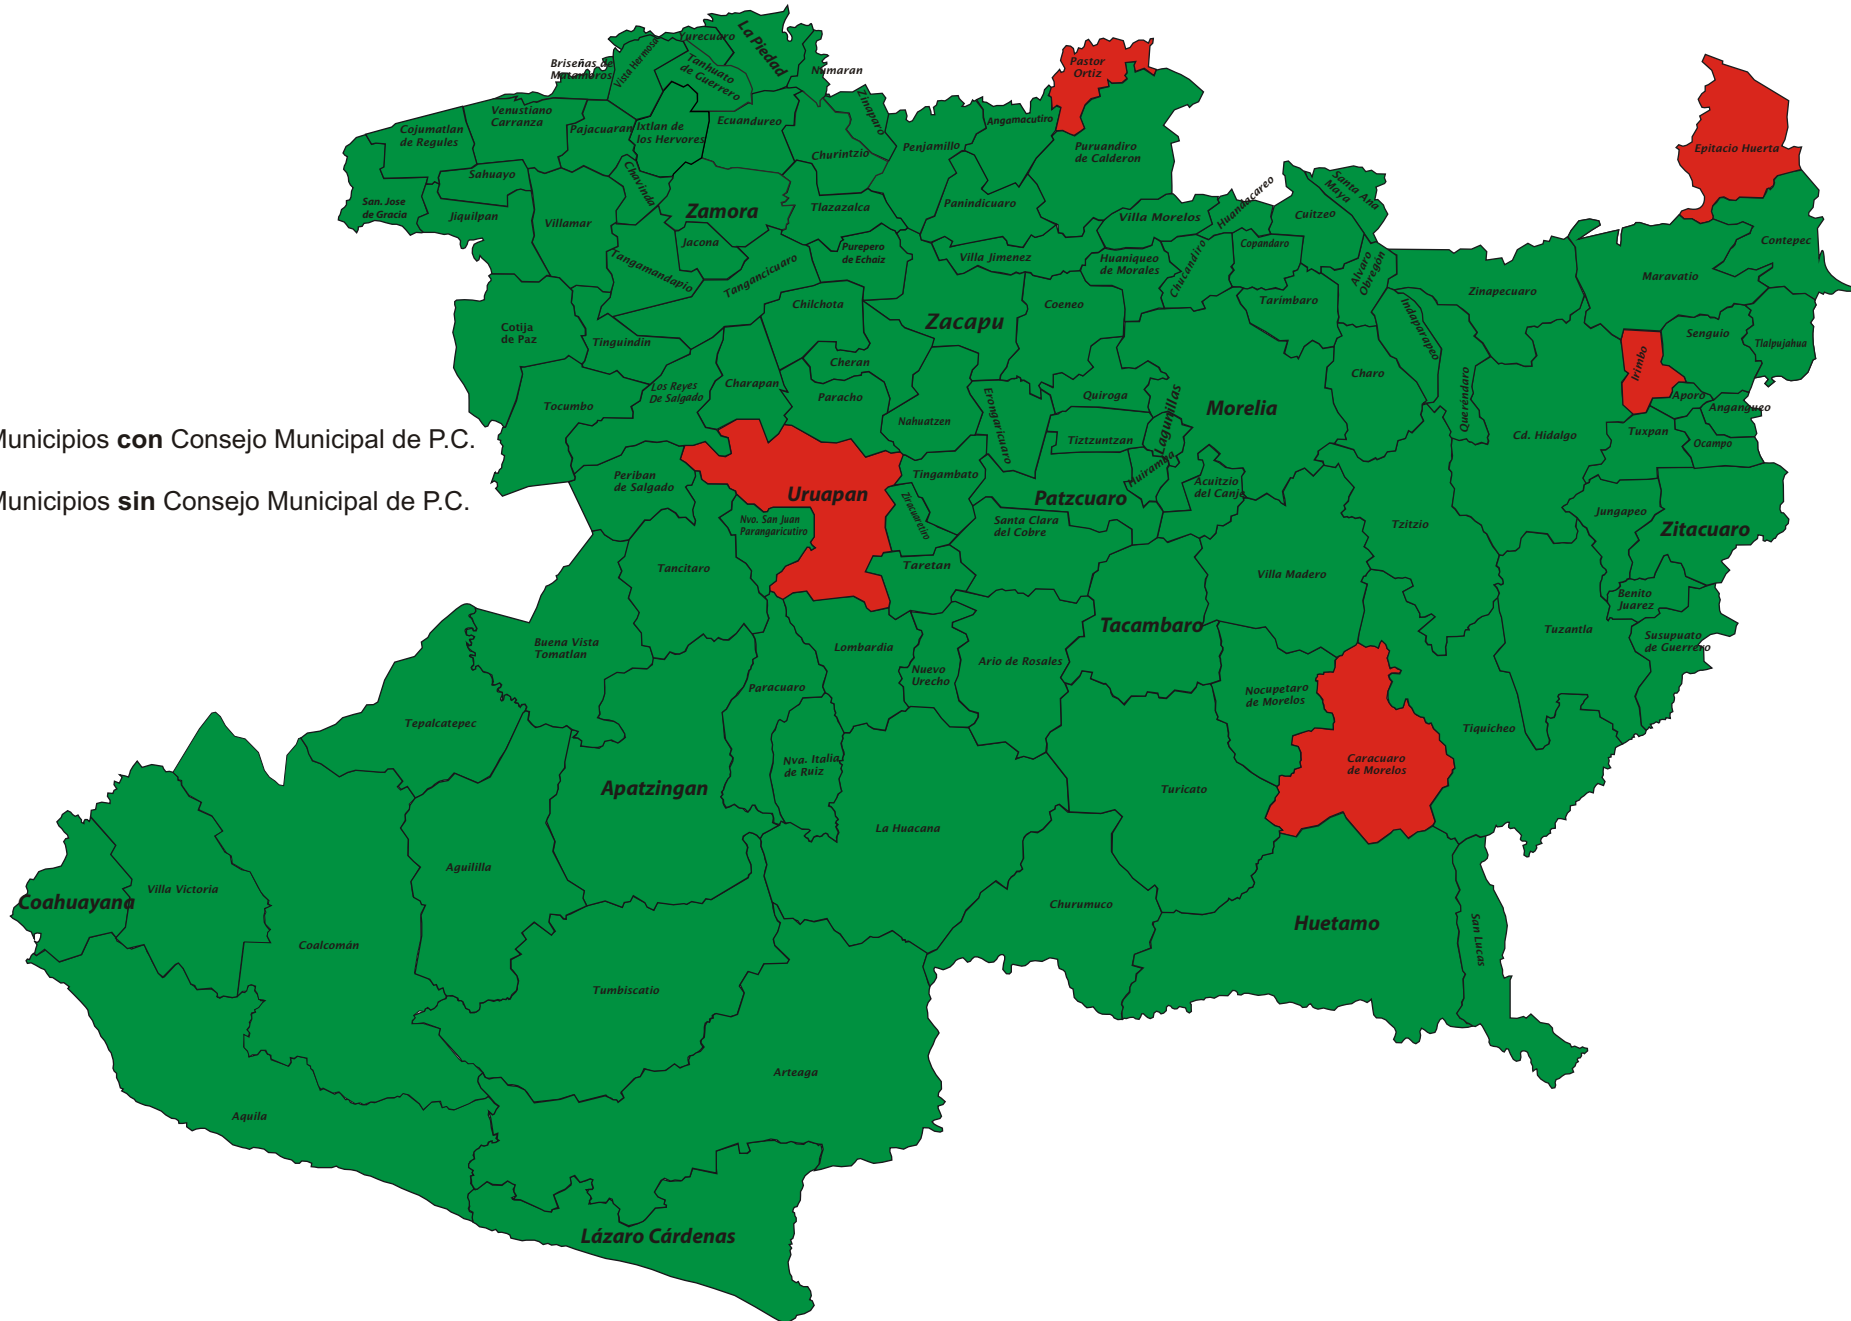 La Piedad
Yurecuaro
Numaran
Briseñas de
Matamoros
Vista Hermosa
Tanhuato
de Guerrero
Zinaparo
Pastor
Ortiz
Epitacio Huerta
Cojumatlan
de Regules
Venustiano
Carranza
Pajacuaran
Ixtlan de
los Hervores
Ecuandureo
Churintzio
Penjamillo
Angamacutiro
Puruandiro
de Calderon
Sahuayo
San. Jose
de Gracia
Jiquilpan
Villamar
Chavinda
Zamora
Jacona
Tlazazalca
Panindicuaro
Villa Morelos
Huandacareo
Cuitzeo
Santa Ana
Maya
Contepec
Tangamandapio
Tangancicuaro
Purepero
de Echaiz
Villa Jimenez
Huaniqueo
de Morales
Chucandiro
Copandaro
Alvaro
Obregón
Zinapecuaro
Maravatio
Cotija
de Paz
Tinguindin
Chilchota
Zacapu
Coeneo
Tarimbaro
Indaparapeo
Senguio
Tlalpujahua
Irimbo
Cheran
Los Reyes
De Salgado
Charapan
Paracho
Tocumbo
Nahuatzen
Erongaricuaro
Quiroga
Lagunillas
Morelia
Charo
Queréndaro
Aporo
Angangueo
Cd. Hidalgo
Tuxpan
Ocampo
Municipios con Consejo Municipal de P.C.
Tiztzuntzan
Huiramba
Municipios sin Consejo Municipal de P.C.
Periban
de Salgado
Uruapan
Tingambato
Ziracuaretiro
Patzcuaro
Acuitzio
del Canje
Nvo. San Juan
Parangaricutiro
Santa Clara
del Cobre
Tzitzio
Jungapeo
Zitacuaro
Tancitaro
Taretan
Villa Madero
Benito
Juarez
Buena Vista
Tomatlan
Lombardia
Nuevo
Urecho
Ario de Rosales
Tacambaro
Tuzantla
Susupuato
de Guerrero
Paracuaro
Nocupetaro
de Morelos
Tepalcatepec
Tiquicheo
Nva. Italia
de Ruiz
Caracuaro
de Morelos
Apatzingan
Turicato
La Huacana
Aguililla
Villa Victoria
Coahuayana
Churumuco
Huetamo
San Lucas
Coalcomán
Tumbiscatio
Arteaga
Aquila
Lázaro Cárdenas